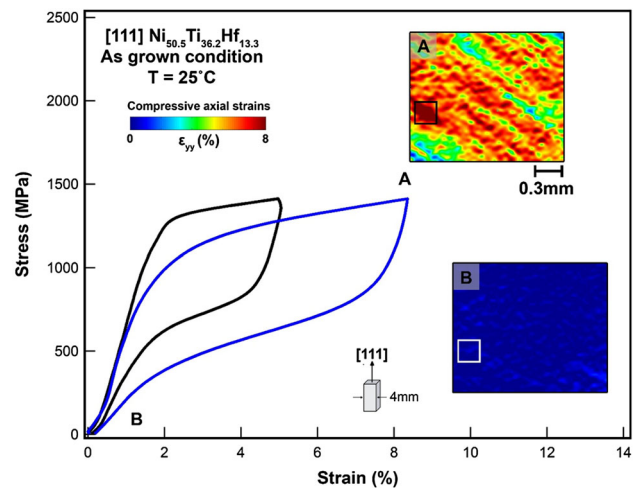 2500
2000
1500
1000
500
0
Stress (MPa)
[111] Ni50.5Ti36.2Hf13.3
As grown condition
T = 25˚C
Compressive axial strains
0
εyy (%)
8
A
0.3mm
A
B
[111]
4mm
B
0 2 4 6 8 10 12 14
Strain (%)